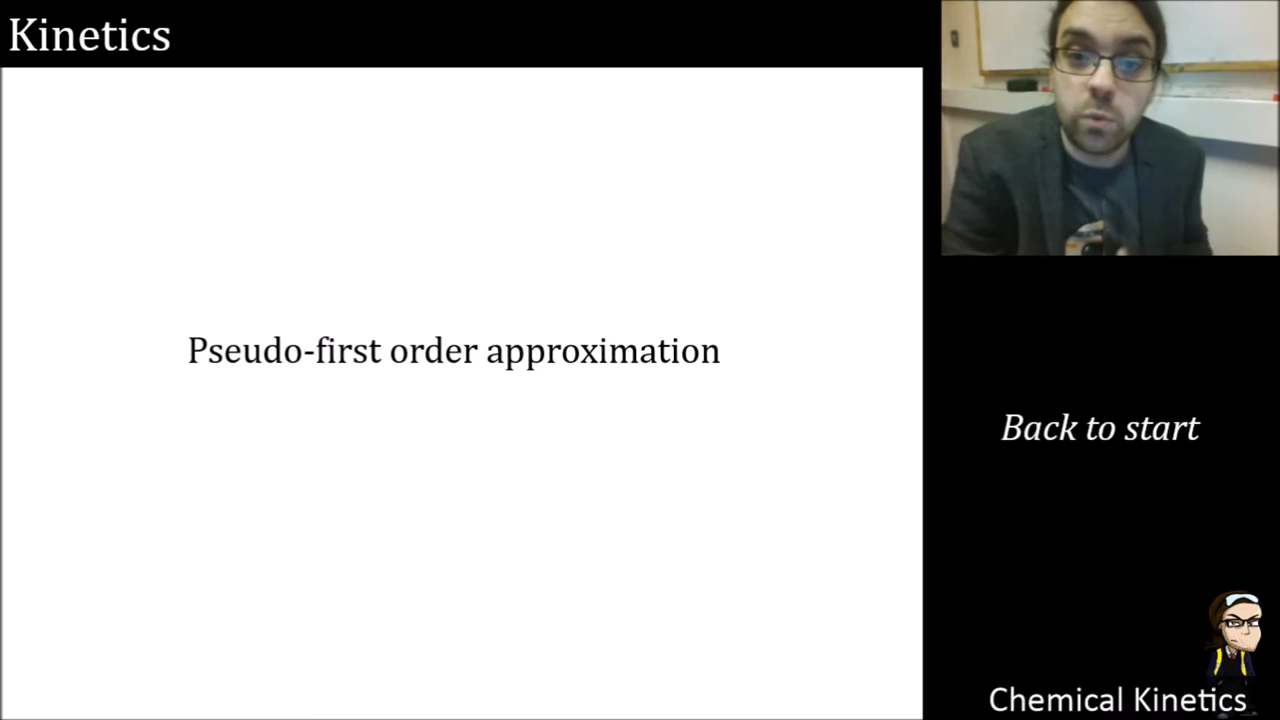 Kinetics
Pseudo-first order approximation
Back to start
Chemical Kinetics